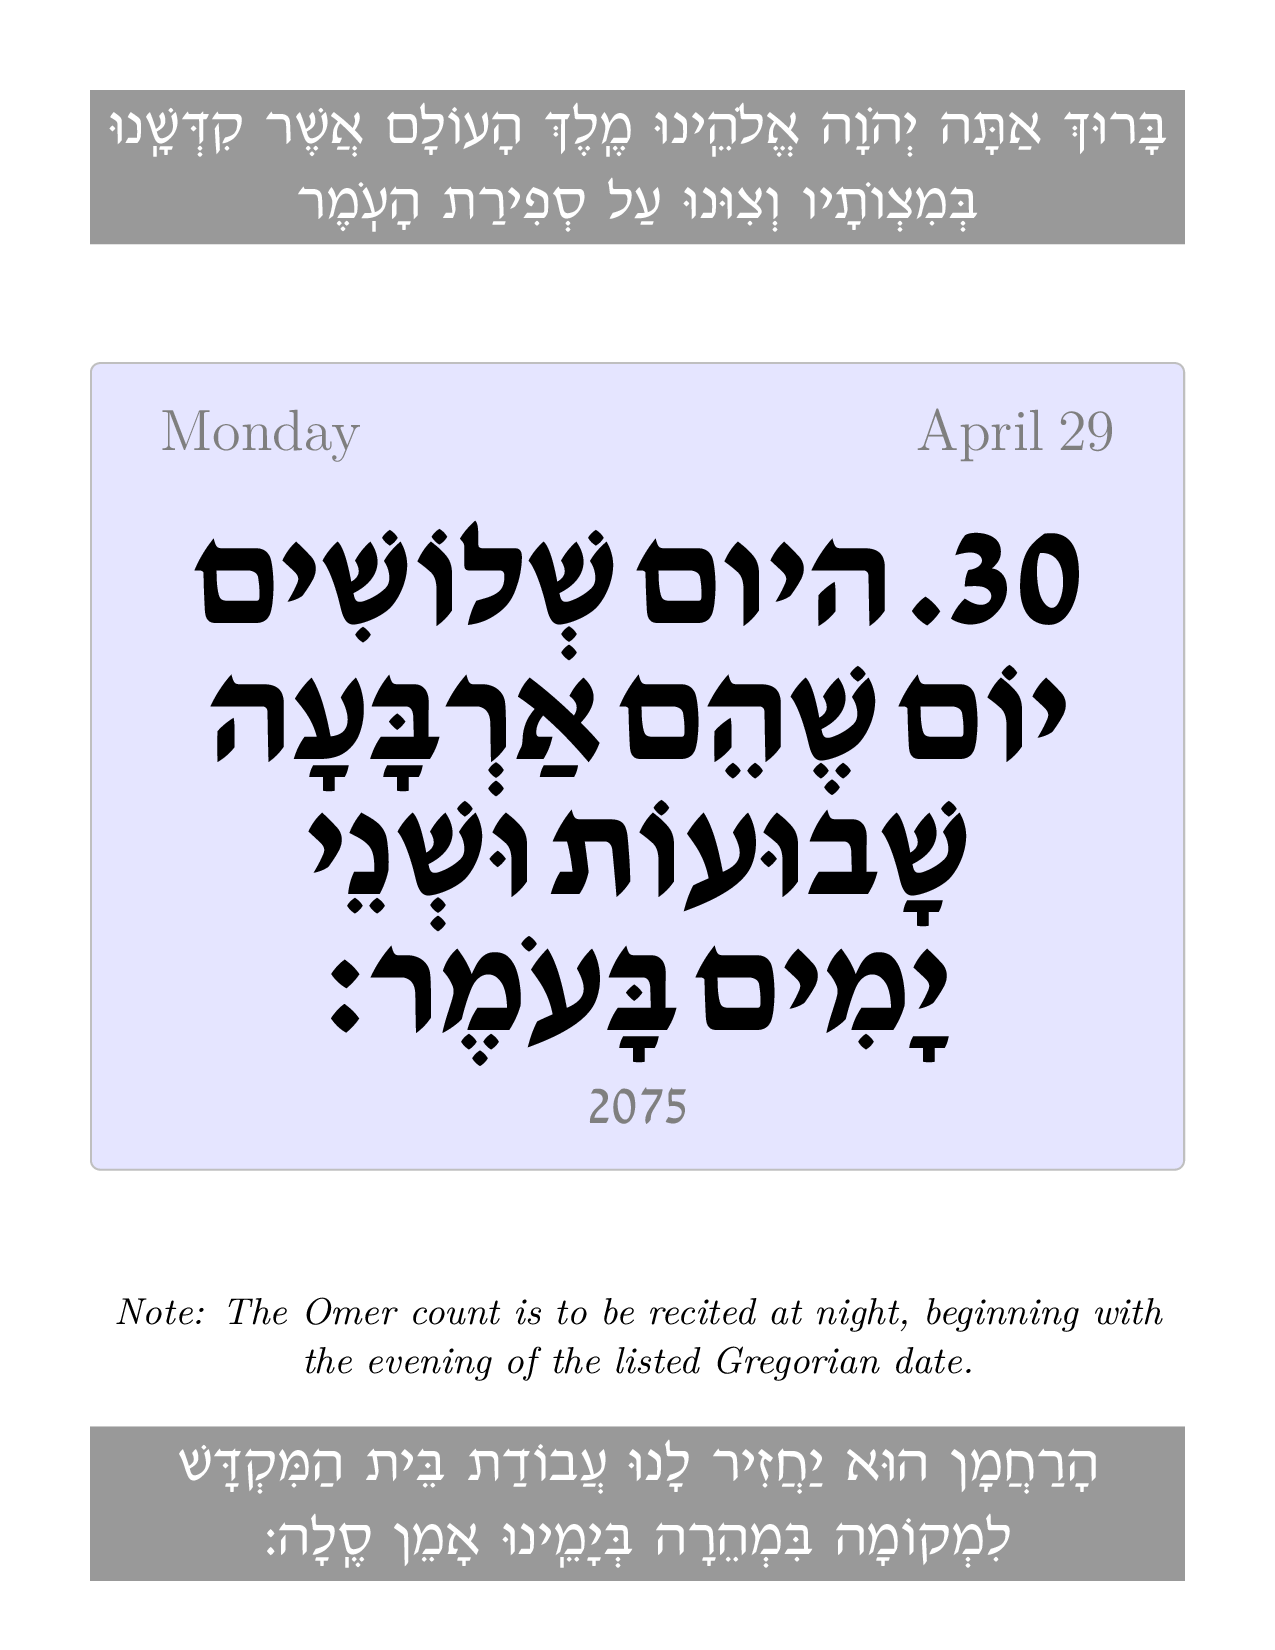 בָּרוּךְ אַתָּה יְהֹוָה אֱלֹהֵֽינוּ מֶֽלֶךְ הָעוֹלָם אֲשֶׁר קִדְּשָֽׁנוּ
בְּמִצְוֹתָיו וְצִוּנוּ עַל סְפִירַת הָעֹֽמֶר
Monday April 29
30. היום שְׁלוֹשִׁים
יוֹם שֶׁהֵם אַרְבָּעָה
שָׁבוּעוֹת וּשְׁנֵי
יָמִים בָּעֹמֶר:
2075
Note: The Omer count is to be recited at night, beginning with
the evening of the listed Gregorian date.
הָרַחֲמָן הוּא יַחֲזִיר לָנוּ עֲבוֹדַת בֵּית הַמִּקְדָּשׁ
לִמְקוֹמָהּ בִּמְהֵרָה בְּיָמֵֽינוּ אָמֵן סֶֽלָה: